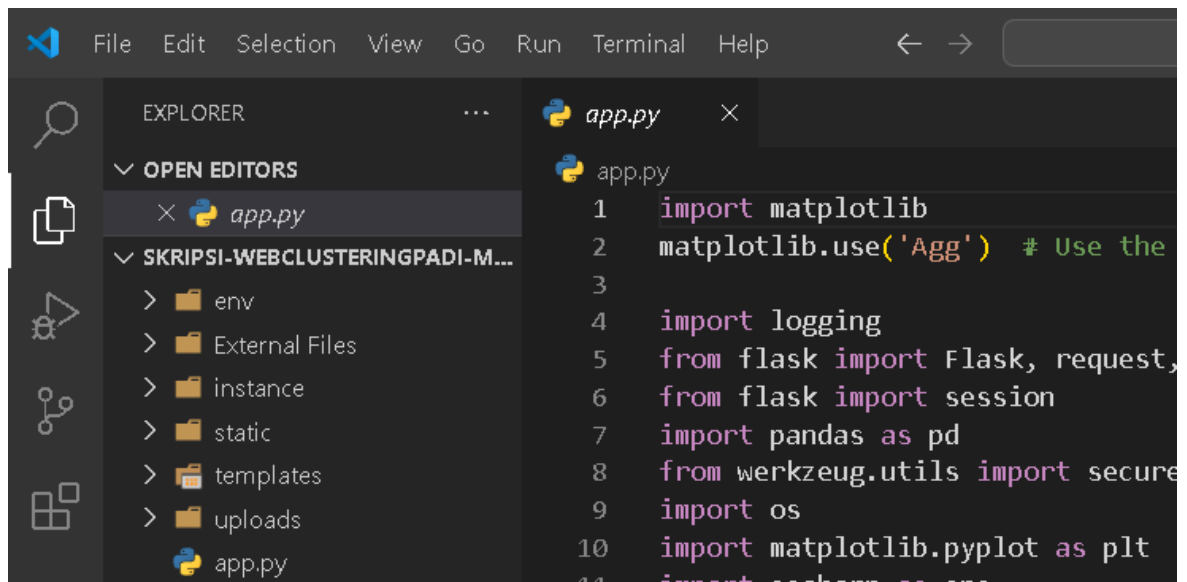 File Edit Selection View Go Run Terminal Help
EXPLORER
OPEN EDITORS
app.py
SKRIPSI-WEBCLUSTERINGPADI-M...
env
External Files
instance
static
templates
uploads
app.py
app.py
app.py
1 import matplotlib
2 matplotlib.use('Agg') # Use the
3
4 import logging
5 from flask import Flask, request,
6 from flask import session
7 import pandas as pd
8 from werkzeug.utils import secure
9 import os
10 import matplotlib.pyplot as plt